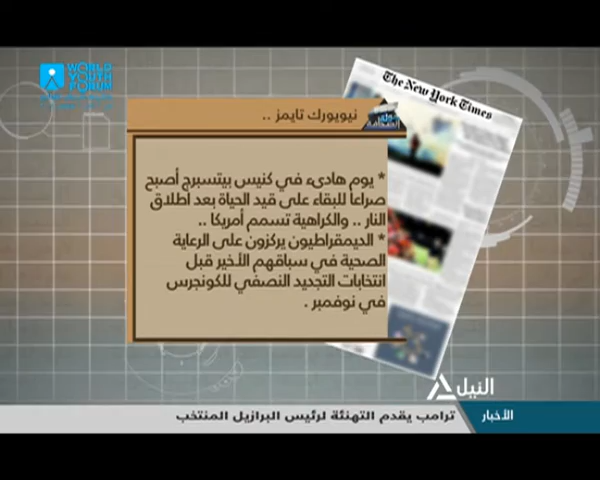 WORLD
YOUTH
FORUM
The New York Times
نيويورك تايمز ..
* يوم هادىء في كنيس بيتسبرج أصبح
صراعاً للبقاء على قيد الحياة بعد اطلاق
النار .. والكراهية تسمم أمريكا ..
* الديمقراطيون يركزون على الرعاية
الصحية في سباقهم الأخير قبل
انتخابات التجديد النصفي للكونجرس
في نوفمبر .
النيل
الأخبار
ترامب يقدم التهنئة لرئيس البرازيل المنتخب